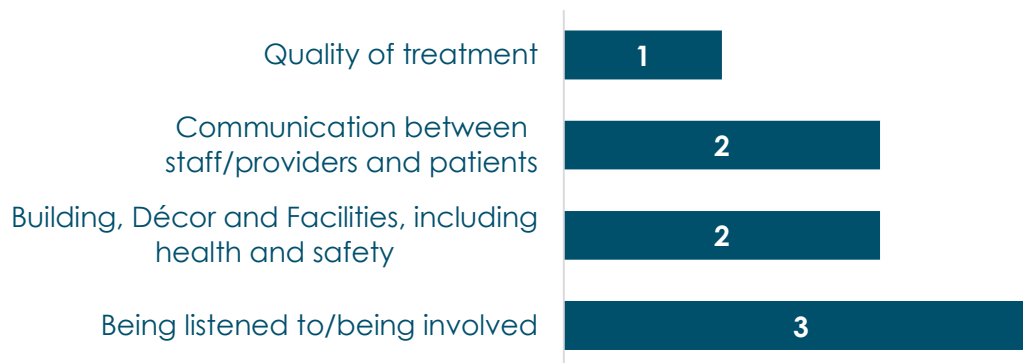 Quality of treatment
1
Communication between
staff/providers and patients
2
Building, Décor and Facilities, including
health and safety
2
Being listened to/being involved
3